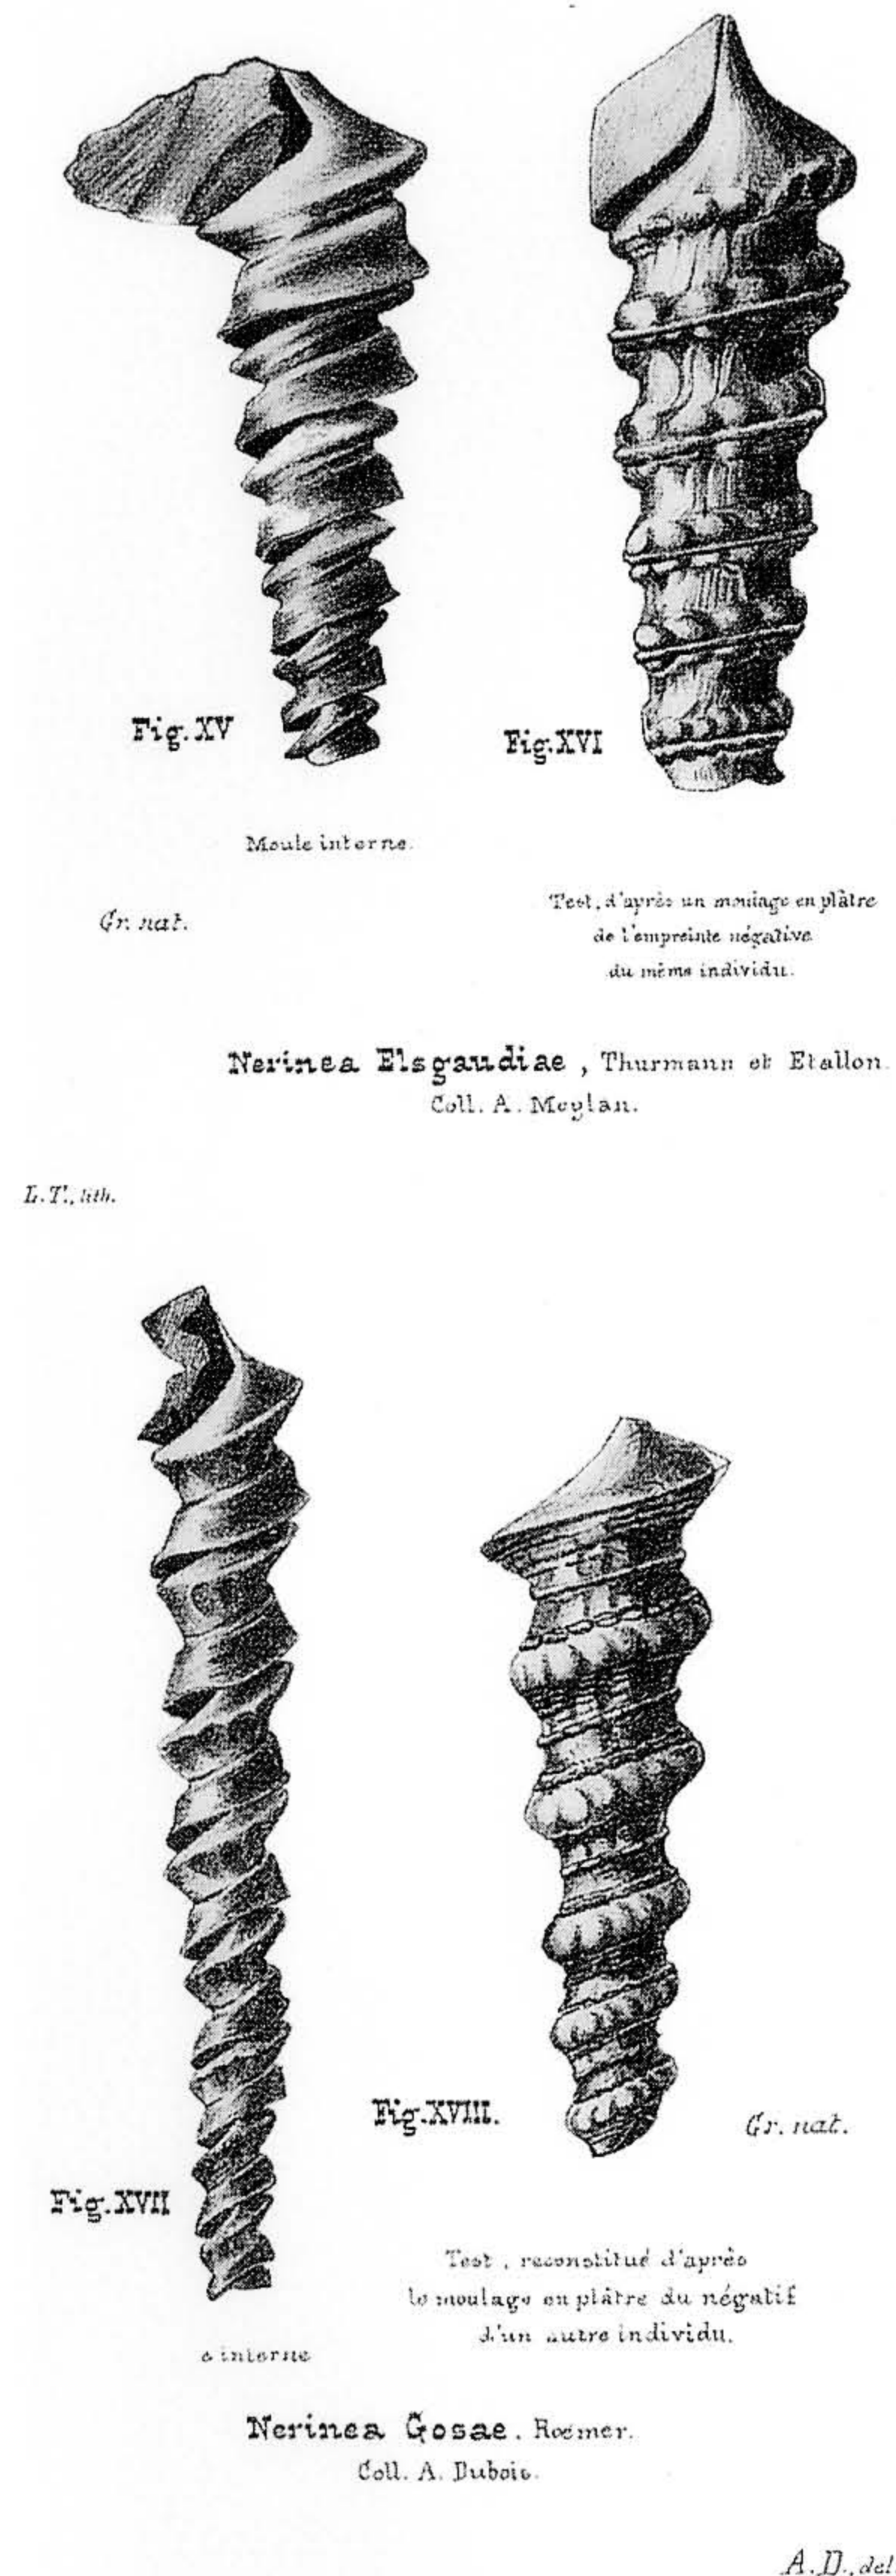 Fig. XV
Fig. XVI
Moule interne.
Gr. nat.
Test, d'après un moulage en plâtre
de l'empreinte négative
du même individu.
Nerinea Elsgaudiae, Thurmann et Etallon.
Coll. A. Meylan.
L. T., lith.
Fig. XVIII.
Gr. nat.
Fig. XVII
Test, reconstitué d'après
le moulage en plâtre du négatif
d'un autre individu.
e interne
Nerinea Gosae. Roemer.
Coll. A. Dubois.
A. D., del